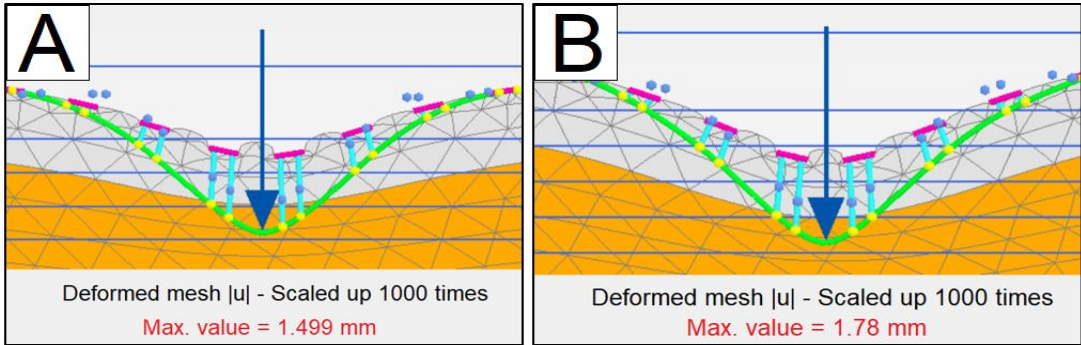 A
Deformed mesh |u| - Scaled up 1000 times
Max. value = 1.499 mm
B
Deformed mesh |u| - Scaled up 1000 times
Max. value = 1.78 mm